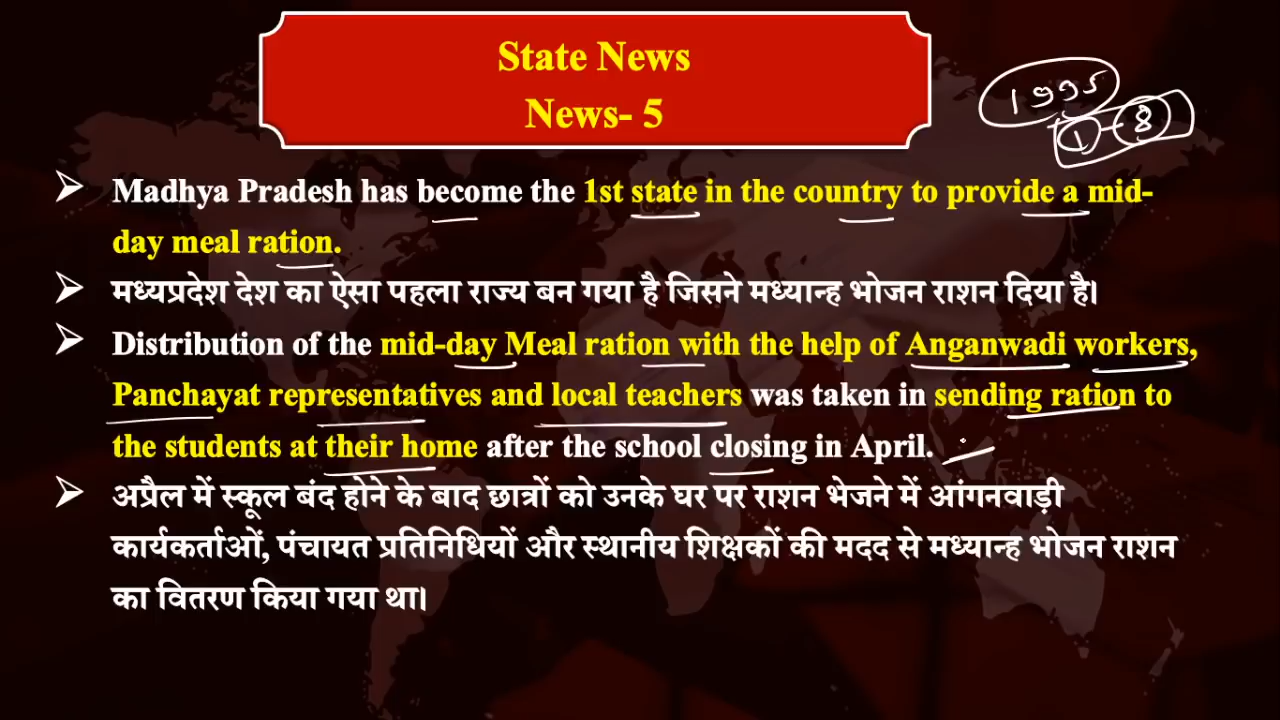 State News
News- 5
1995
1 - 8
Madhya Pradesh has become the 1st state in the country to provide a mid-
day meal ration.
मध्यप्रदेश देश का ऐसा पहला राज्य बन गया है जिसने मध्यान्ह भोजन राशन दिया है।
Distribution of the mid-day Meal ration with the help of Anganwadi workers,
Panchayat representatives and local teachers was taken in sending ration to
the students at their home after the school closing in April.
अप्रैल में स्कूल बंद होने के बाद छात्रों को उनके घर पर राशन भेजने में आंगनवाड़ी
कार्यकर्ताओं, पंचायत प्रतिनिधियों और स्थानीय शिक्षकों की मदद से मध्यान्ह भोजन राशन
का वितरण किया गया था।